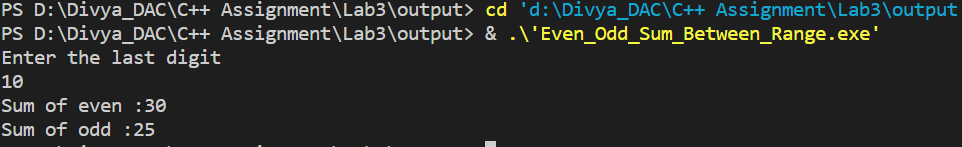 PS D:\Divya_DAC\C++ Assignment\Lab3\output> cd 'd:\Divya_DAC\C++ Assignment\Lab3\output
PS D:\Divya_DAC\C++ Assignment\Lab3\output> & .\'Even_Odd_Sum_Between_Range.exe'
Enter the last digit
10
Sum of even :30
Sum of odd :25